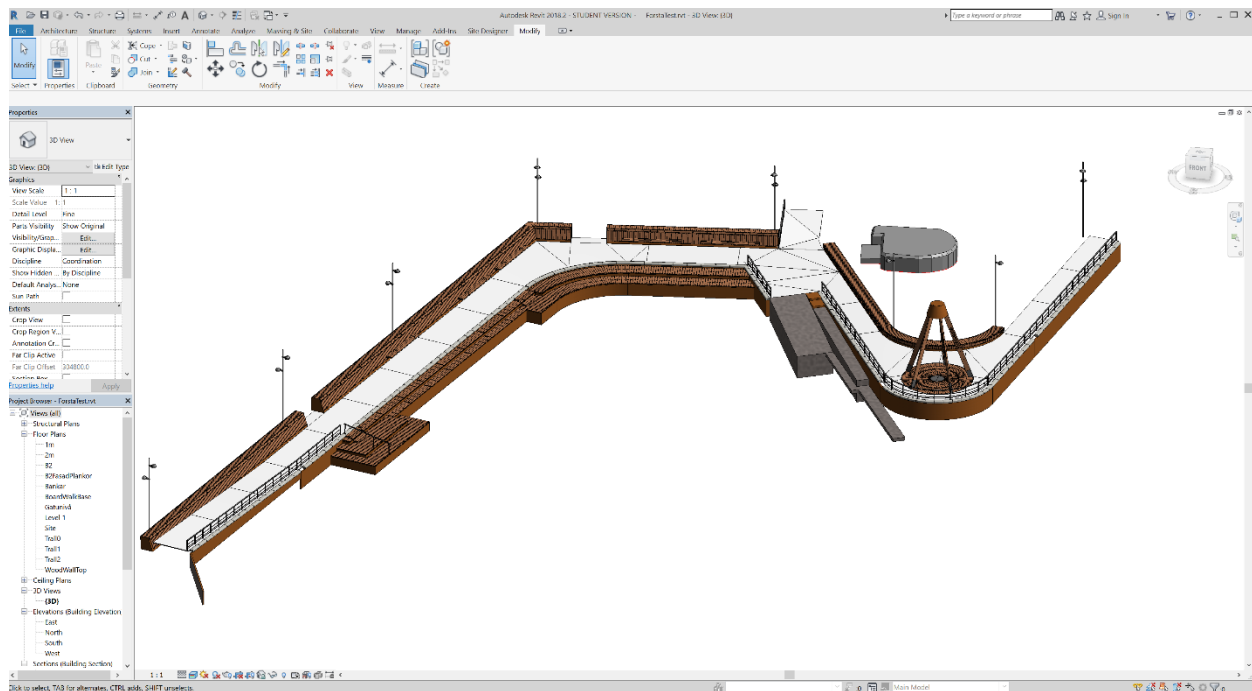 Autodesk Revit 2018.2 - STUDENT VERSION - ForstaTest.rvt - 3D View: {3D}
Type a keyword or phrase
Sign In
File Architecture Structure Systems Insert Annotate Analyze Massing & Site Collaborate View Manage Add-Ins Site Designer Modify
Modify
Paste
Cope
Cut
Join
Select Properties Clipboard Geometry Modify View Measure Create
Properties
3D View
3D View: {3D} Edit Type
Graphics
View Scale 1 : 1
Scale Value 1: 1
Detail Level Fine
Parts Visibility Show Original
Visibility/Grap... Edit...
Graphic Displa... Edit...
Discipline Coordination
Show Hidden ... By Discipline
Default Analys... None
Sun Path
Extents
Crop View
Crop Region V...
Annotation Cr...
Far Clip Active
Far Clip Offset 304800.0
Section Box
Properties help Apply
Project Browser - ForstaTest.rvt
Views (all)
Structural Plans
Floor Plans
1m
2m
B2
B2FasadPlankor
Bankar
BoardWalkBase
Gatunivå
Level 1
Site
Trall0
Trall1
Trall2
WoodWallTop
Ceiling Plans
3D Views
{3D}
Elevations (Building Elevation
East
North
South
West
Sections (Building Section)
FRONT
1 : 1
Click to select, TAB for alternates, CTRL adds, SHIFT unselects.
:0
Main Model